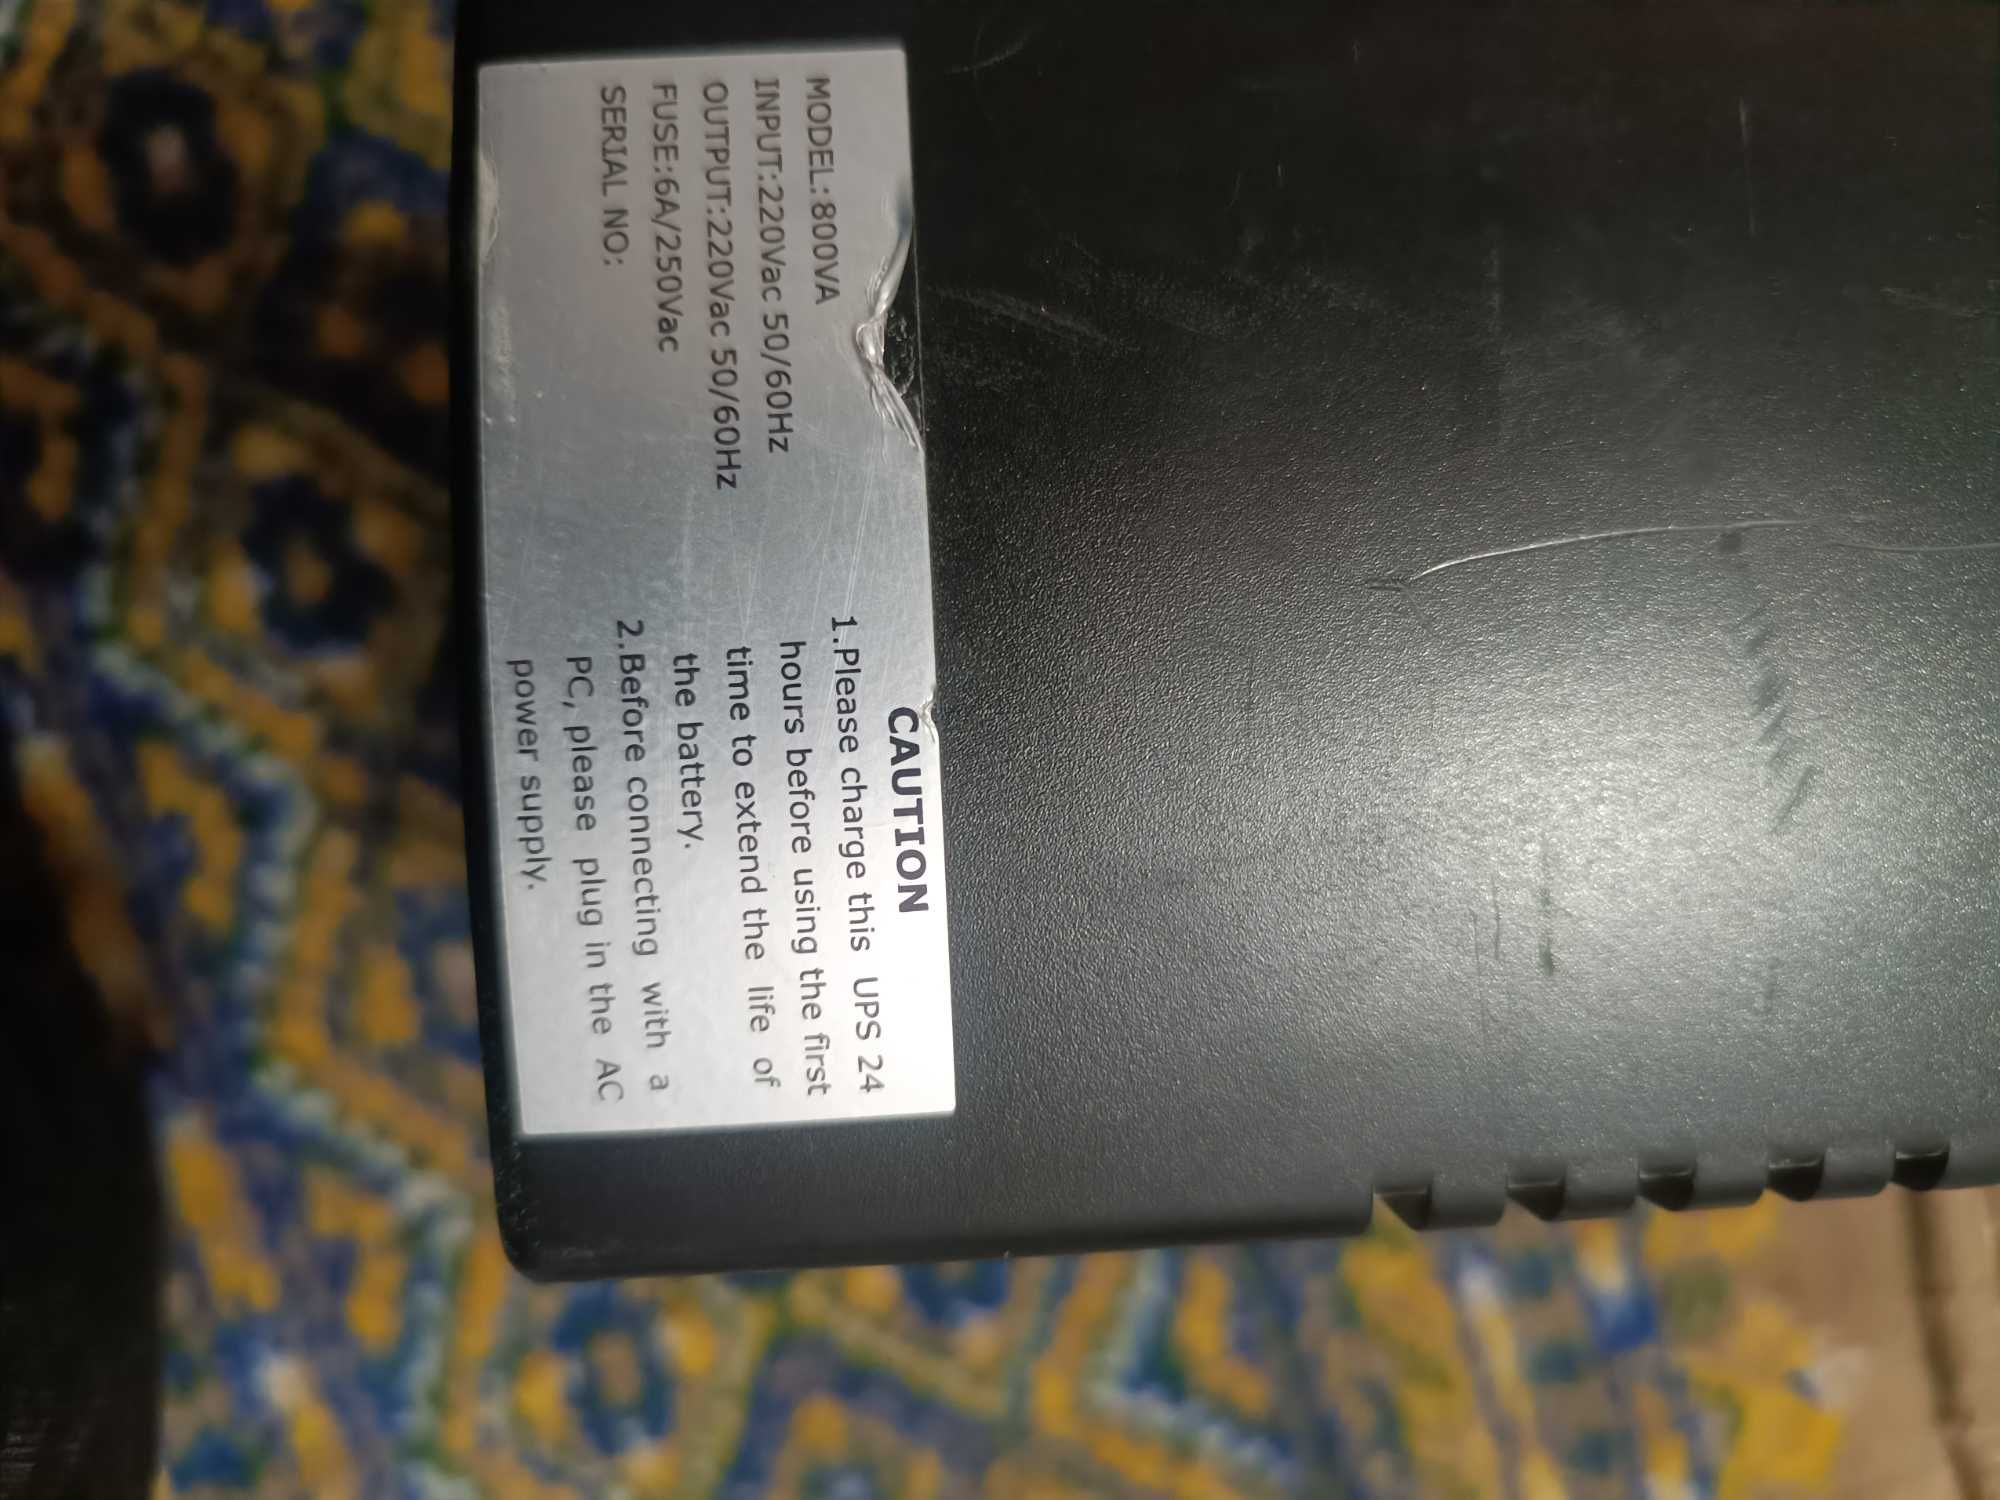 MODEL:800VA
INPUT:220Vac 50/60Hz
OUTPUT:220Vac 50/60Hz
FUSE:6A/250Vac
SERIAL NO:
CAUTION
1.Please charge this UPS 24
hours before using the first
time to extend the life of
the battery.
2.Before connecting with a
PC, please plug in the AC
power supply.